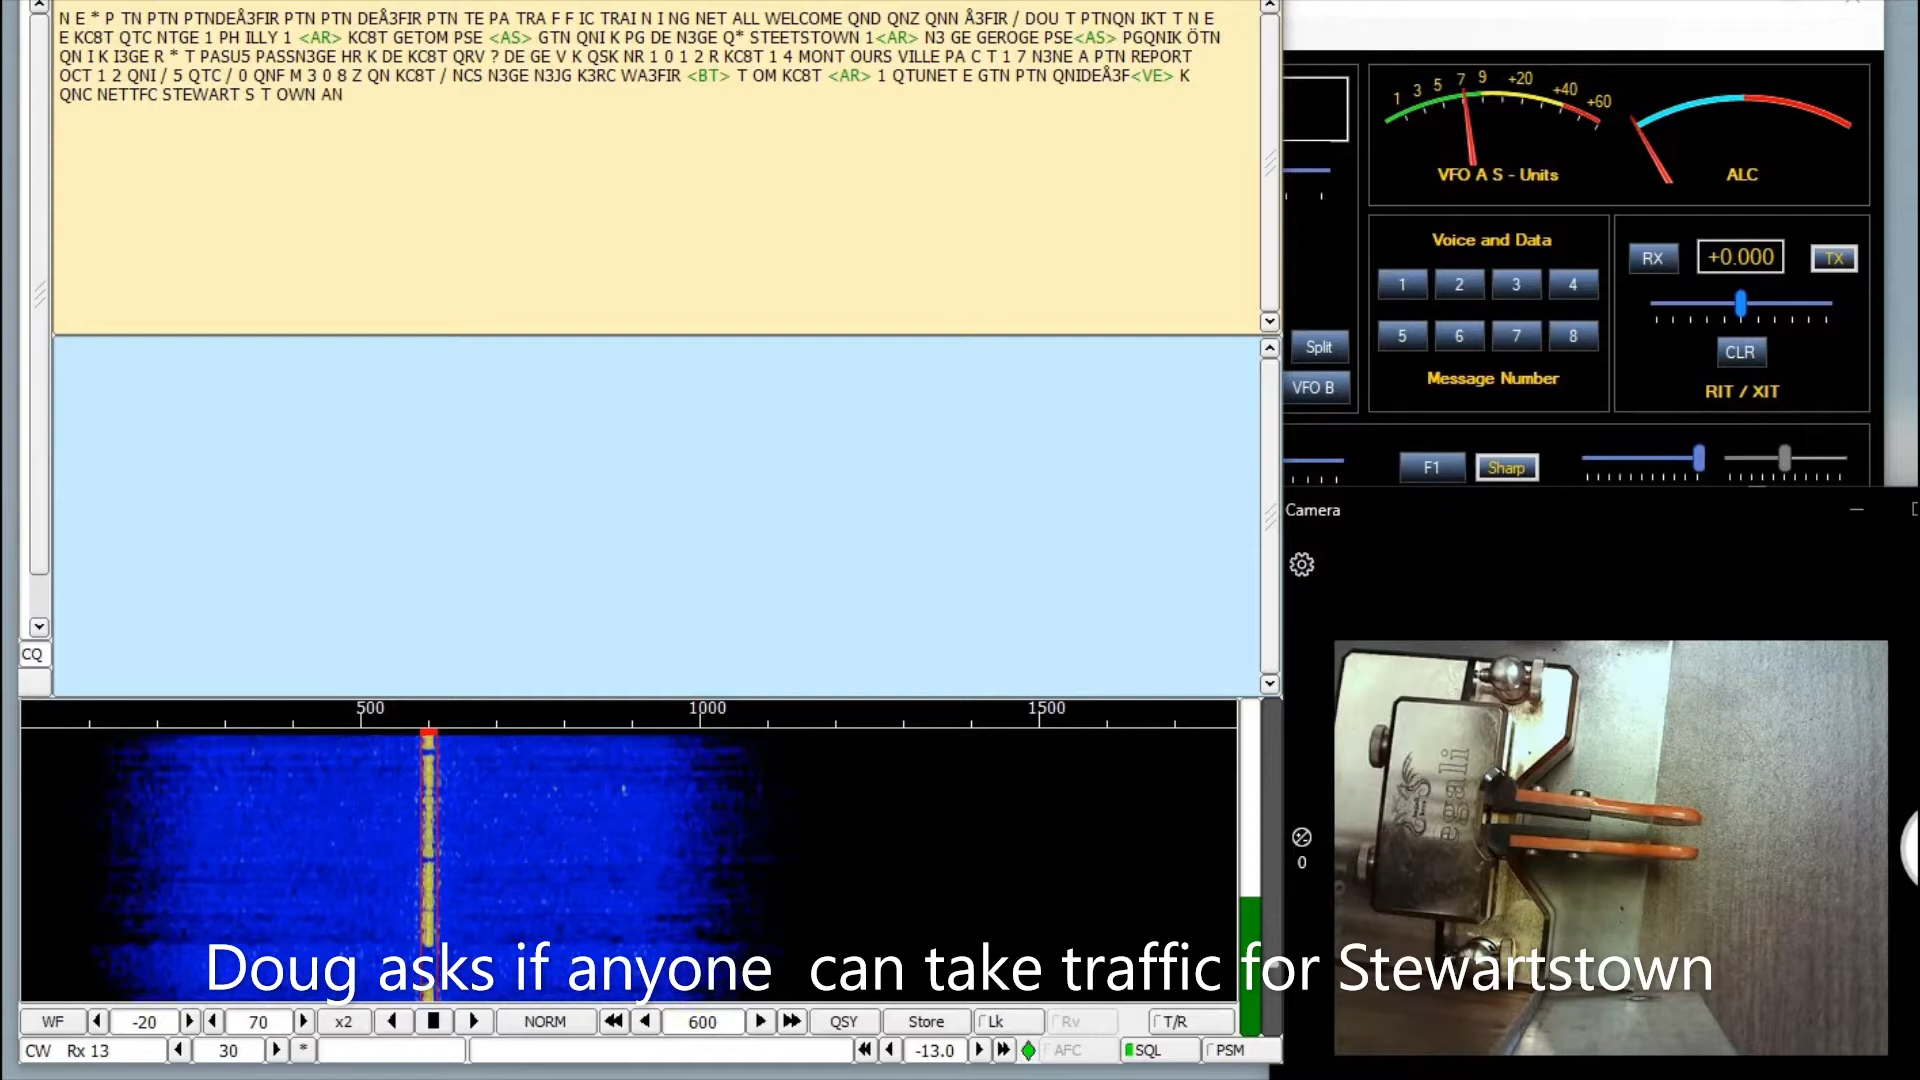 N E * P TN PTN PTNDEÅ3FIR PTN PTN DEÅ3FIR PTN TE PA TRA F F IC TRAI N I NG NET ALL WELCOME QND QNZ QNN Å3FIR / DOU T PTNQN IKT T N E
E KC8T QTC NTGE 1 PH ILLY 1 <AR> KC8T GETOM PSE <AS> GTN QNI K PG DE N3GE Q* STEETSTOWN 1<AR> N3 GE GEROGE PSE<AS> PGQNIK ÖTN
QN I K I3GE R * T PASU5 PASSN3GE HR K DE KC8T QRV ? DE GE V K QSK NR 1 0 1 2 R KC8T 1 4 MONT OURS VILLE PA C T 1 7 N3NE A PTN REPORT
OCT 1 2 QNI / 5 QTC / 0 QNF M 3 0 8 Z QN KC8T / NCS N3GE N3JG K3RC WA3FIR <BT> T OM KC8T <AR> 1 QTUNET E GTN PTN QNIDEÅ3F<VE> K
QNC NETTFC STEWART S T OWN AN
1 3 5 7 9 +20 +40 +60
VFO A S - Units
ALC
Voice and Data
1 2 3 4
5 6 7 8
Message Number
RX +0.000 TX
CLR
RIT / XIT
Split
VFO B
F1 Sharp
Camera
0
egali
CQ
500 1000 1500
Doug asks if anyone can take traffic for Stewartstown
WF -20 70 x2 NORM 600 QSY Store Lk Rv T/R
CW Rx 13 30 * -13.0 AFC SQL PSM